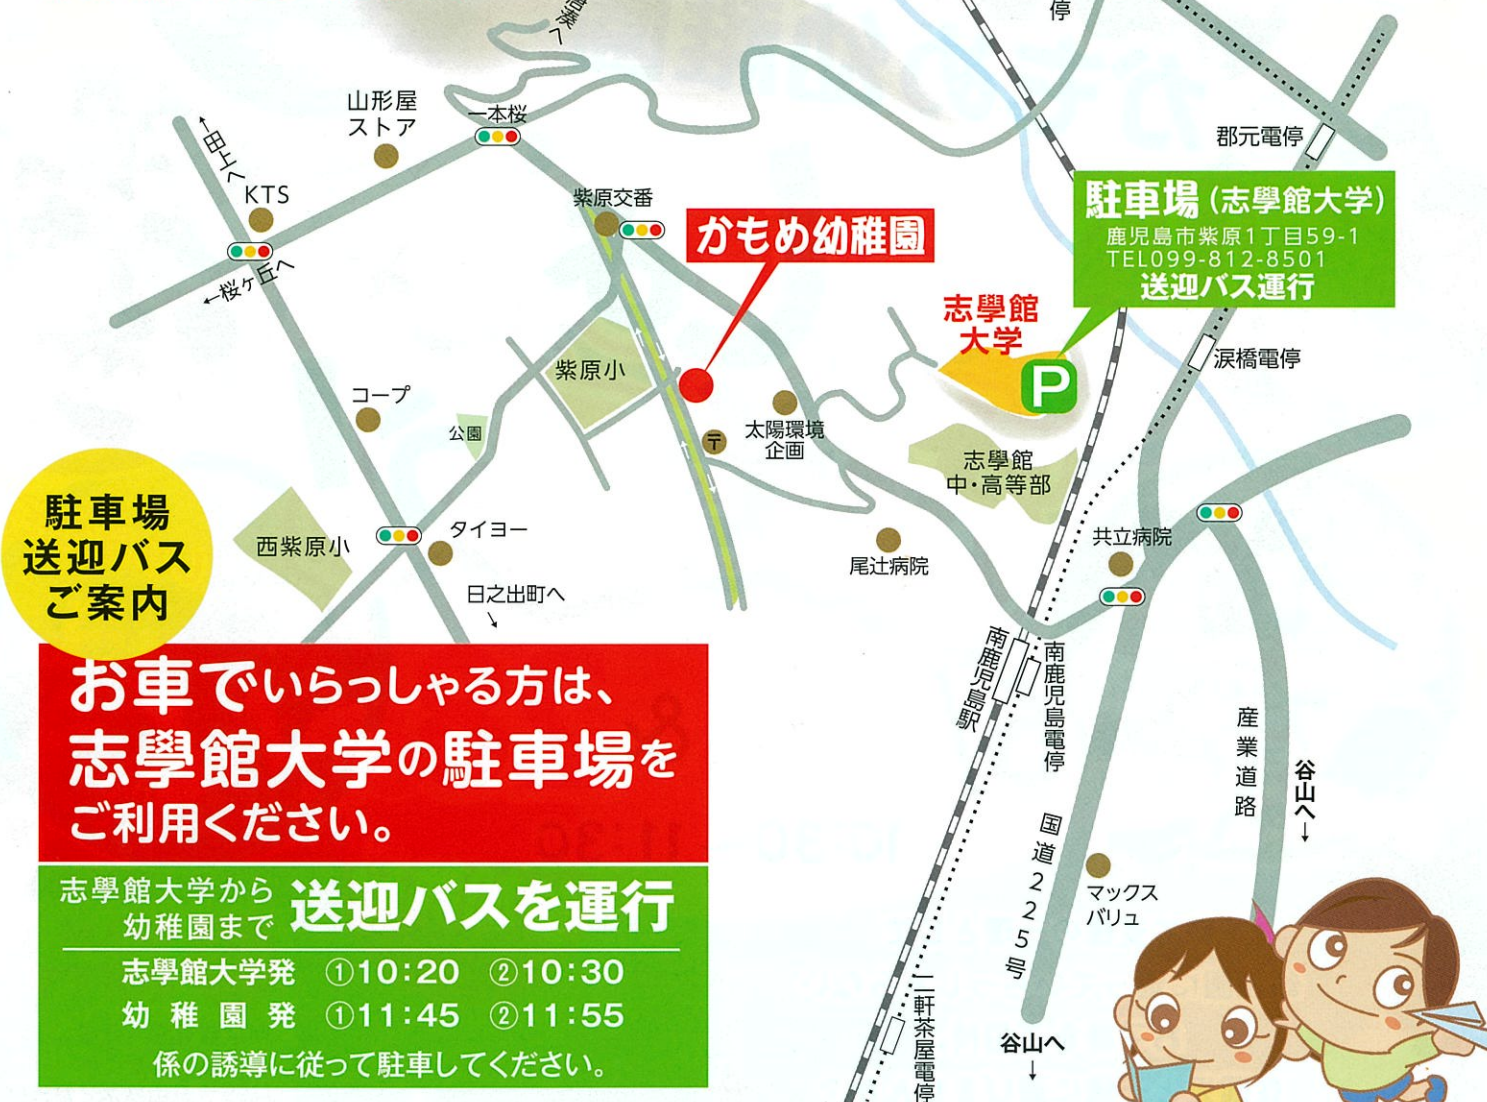 湊へ
停
山形屋
ストア
一本桜
←田上へ
KTS
←桜ヶ丘へ
紫原交番
かもめ幼稚園
郡元電停
駐車場(志學館大学)
鹿児島市紫原1丁目59-1
TEL099-812-8501
送迎バス運行
志學館
大学
P
涙橋電停
紫原小
コープ
公園
〒
太陽環境
企画
志學館
中・高等部
西紫原小
タイヨー
日之出町へ
尾辻病院
共立病院
駐車場
送迎バス
ご案内
南鹿児島駅
南鹿児島電停
産業道路
谷山へ→
国道225号
マックス
バリュ
二軒茶屋電停
谷山へ
↓
お車でいらっしゃる方は、
志學館大学の駐車場を
ご利用ください。
志學館大学から
幼稚園まで
送迎バスを運行
志學館大学発 ①10:20 ②10:30
幼稚園発 ①11:45 ②11:55
係の誘導に従って駐車してください。